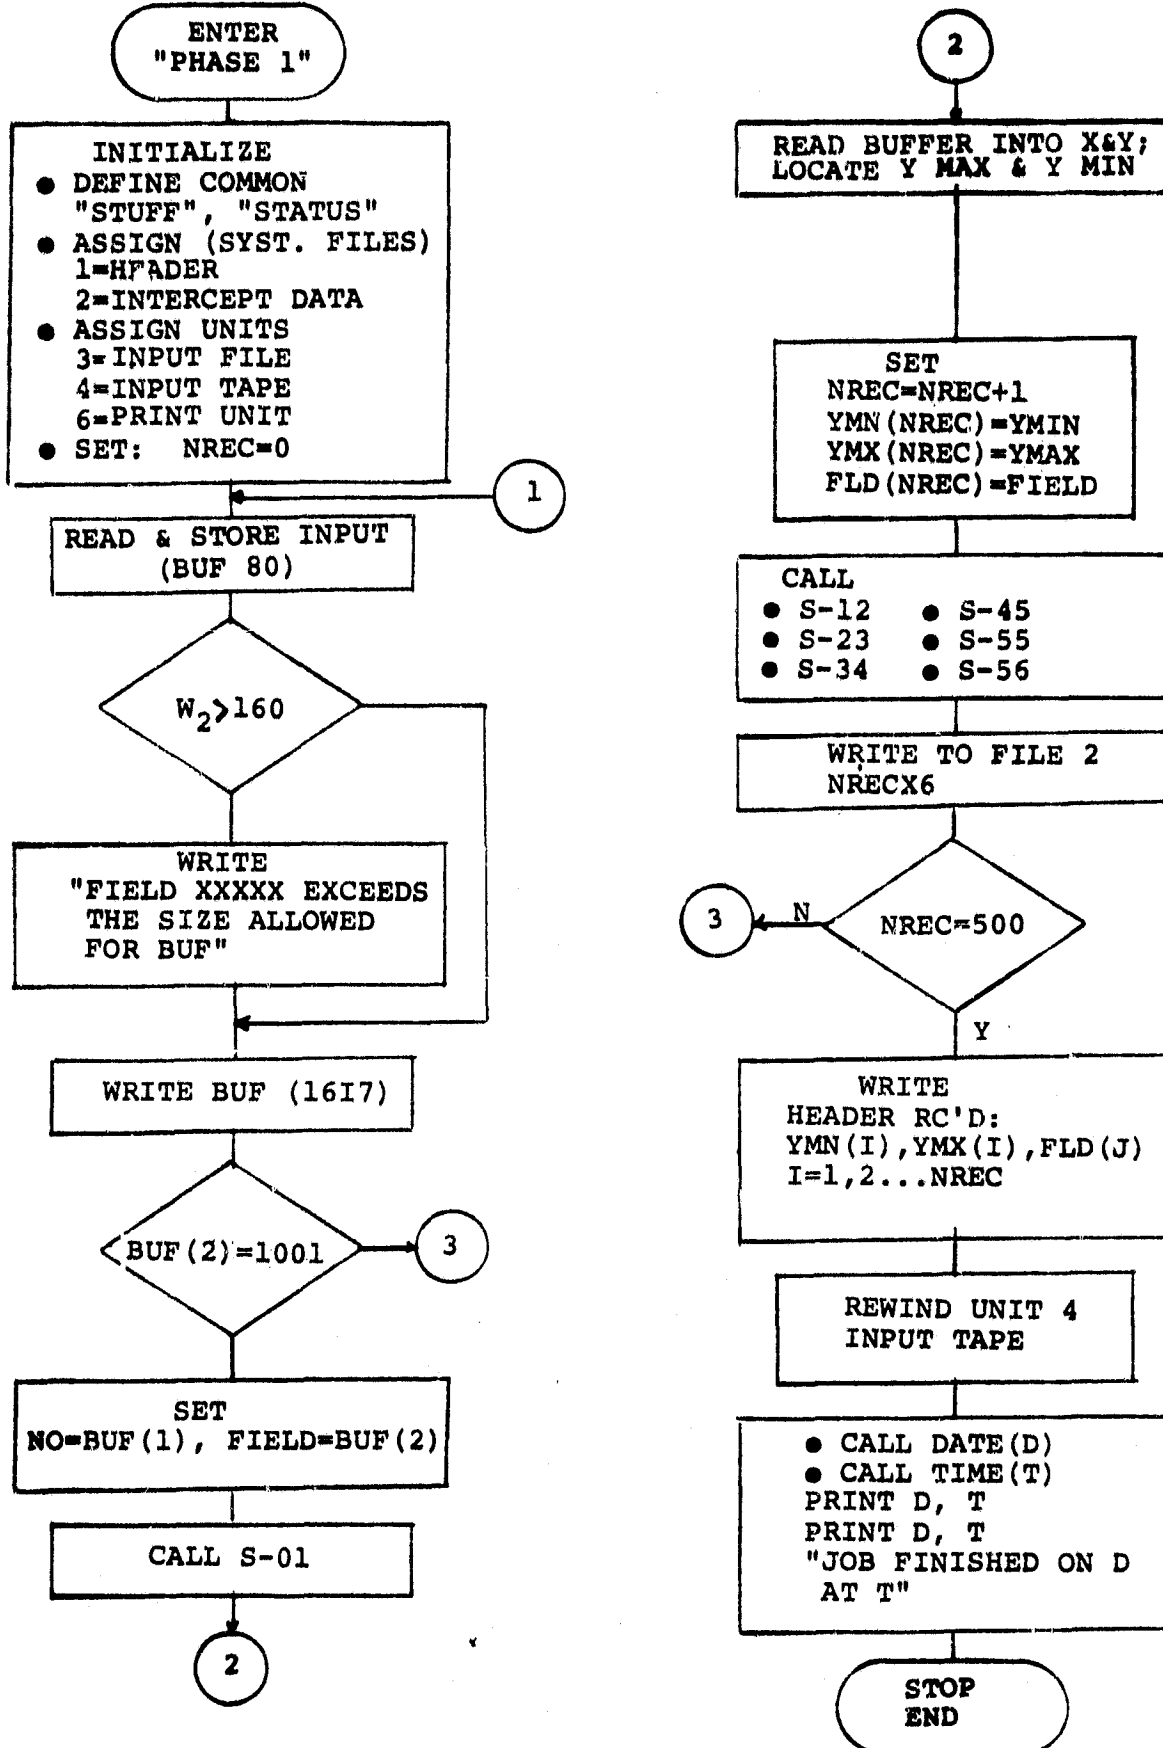 ENTER
"PHASE 1"
INITIALIZE
● DEFINE COMMON
"STUFF", "STATUS"
● ASSIGN (SYST. FILES)
1=HEADER
2=INTERCEPT DATA
● ASSIGN UNITS
3=INPUT FILE
4=INPUT TAPE
6=PRINT UNIT
● SET: NREC=0
1
READ & STORE INPUT
(BUF 80)
W2>160
WRITE
"FIELD XXXXX EXCEEDS
THE SIZE ALLOWED
FOR BUF"
WRITE BUF (16I7)
BUF(2)=1001
3
SET
NO=BUF(1), FIELD=BUF(2)
CALL S-01
2
2
READ BUFFER INTO X&Y;
LOCATE Y MAX & Y MIN
SET
NREC=NREC+1
YMN(NREC)=YMIN
YMX(NREC)=YMAX
FLD(NREC)=FIELD
CALL
● S-12 ● S-45
● S-23 ● S-55
● S-34 ● S-56
WRITE TO FILE 2
NRECX6
3
N
NREC=500
Y
WRITE
HEADER RC'D:
YMN(I),YMX(I),FLD(J)
I=1,2...NREC
REWIND UNIT 4
INPUT TAPE
● CALL DATE(D)
● CALL TIME(T)
PRINT D, T
PRINT D, T
"JOB FINISHED ON D
AT T"
STOP
END